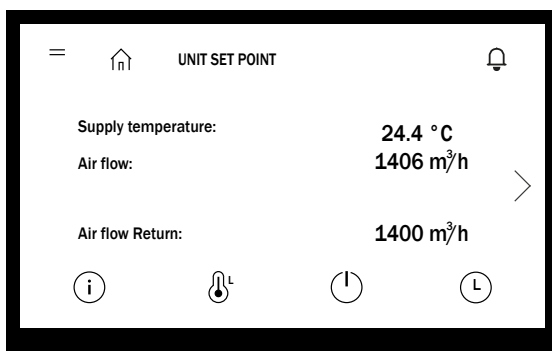 UNIT SET POINT
Supply temperature: 24.4 °C
Air flow: 1406 m³/h
Air flow Return: 1400 m³/h
i L L